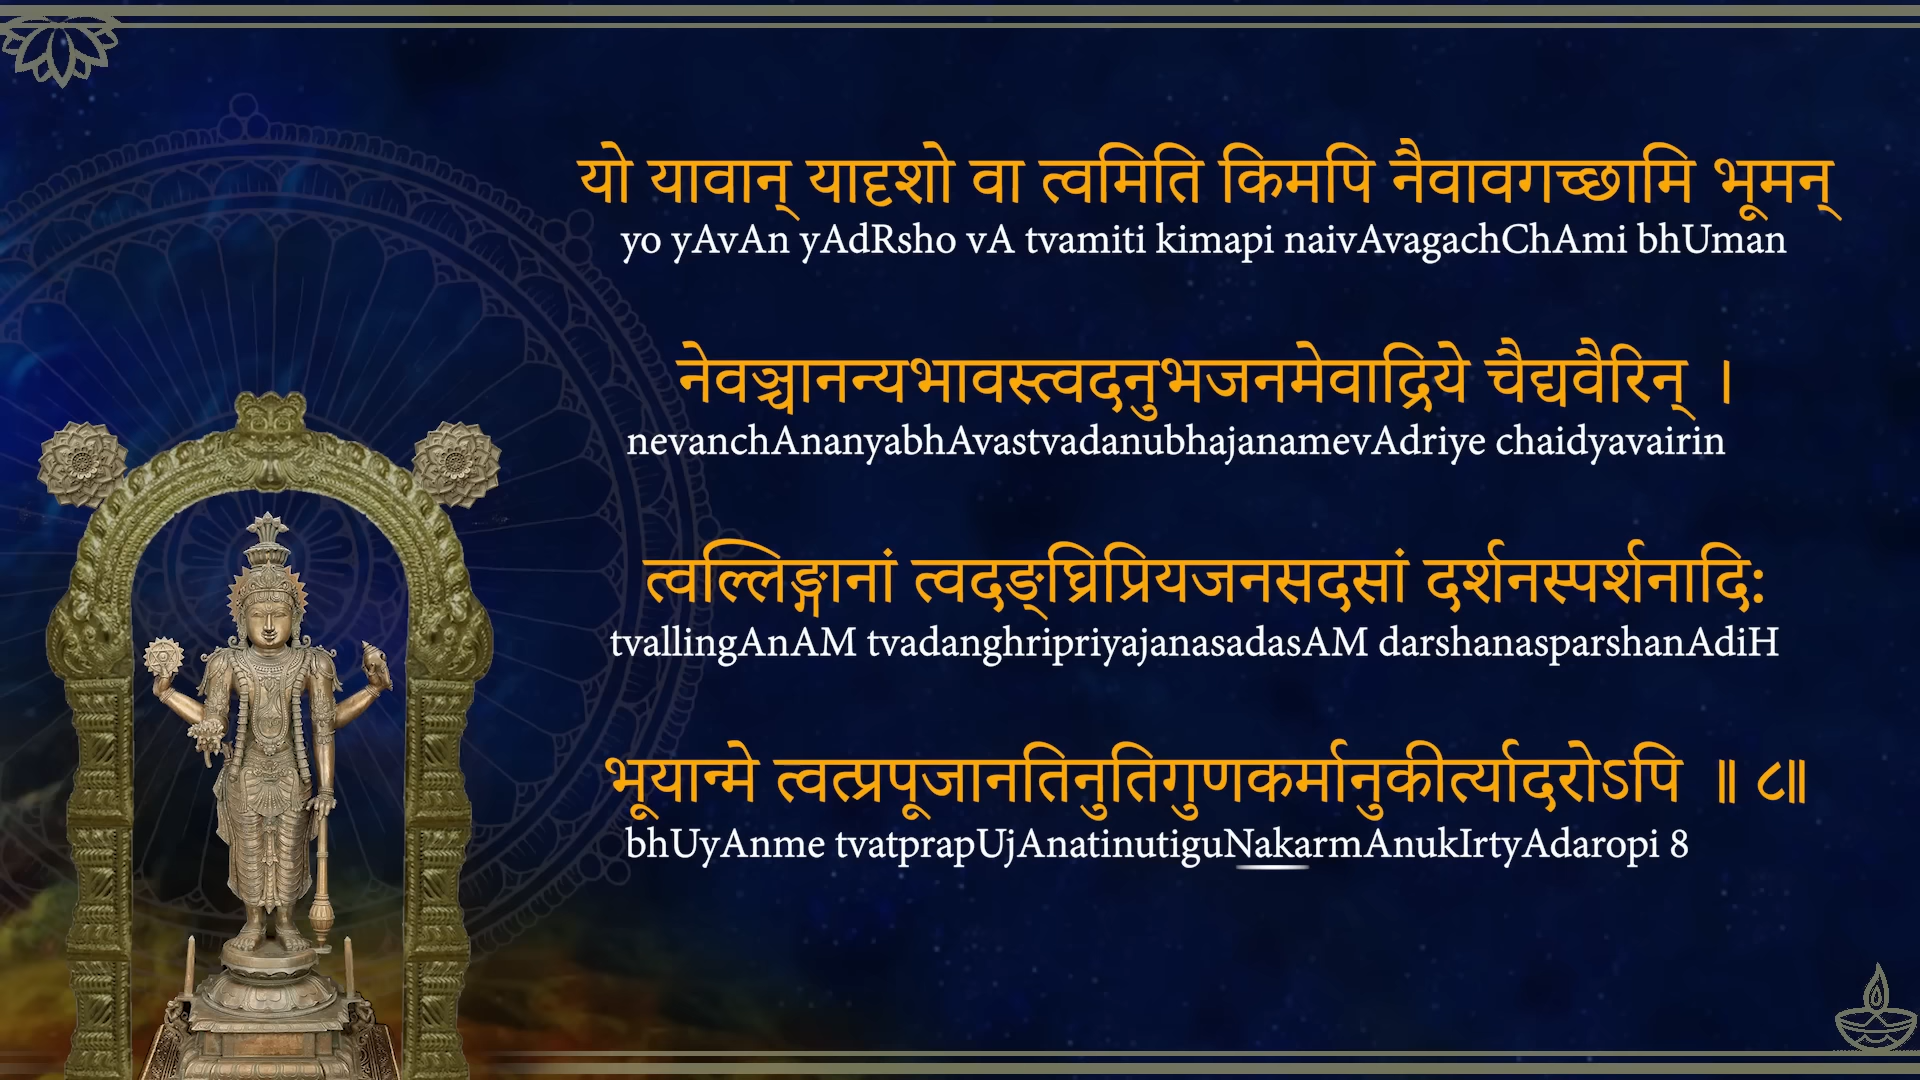 यो यावान् यादृशो वा त्वमिति किमपि नैवावगच्छामि भूमन्
yo yAvAn yAdRsho vA tvamiti kimapi naivAvagachChAmi bhUman
नेवञ्चानन्यभावस्त्वदनुभजनमेवाद्रिये चैद्यवैरिन् ।
nevanchAnanyabhAvastvadanubhajanamevAdriye chaidyavairin
त्वल्लिङ्गानां त्वदङ्घ्रिप्रियजनसदसां दर्शनस्पर्शनादि:
tvallingAnAM tvadanghripriyajanasadasAM darshanasparshanAdiH
भूयान्मे त्वत्प्रपूजानतिनुतिगुणकर्मानुकीर्त्यादरोऽपि ॥ ८॥
bhUyAnme tvatprapUjAnatinutiguNakarmAnukIrtyAdaropi 8